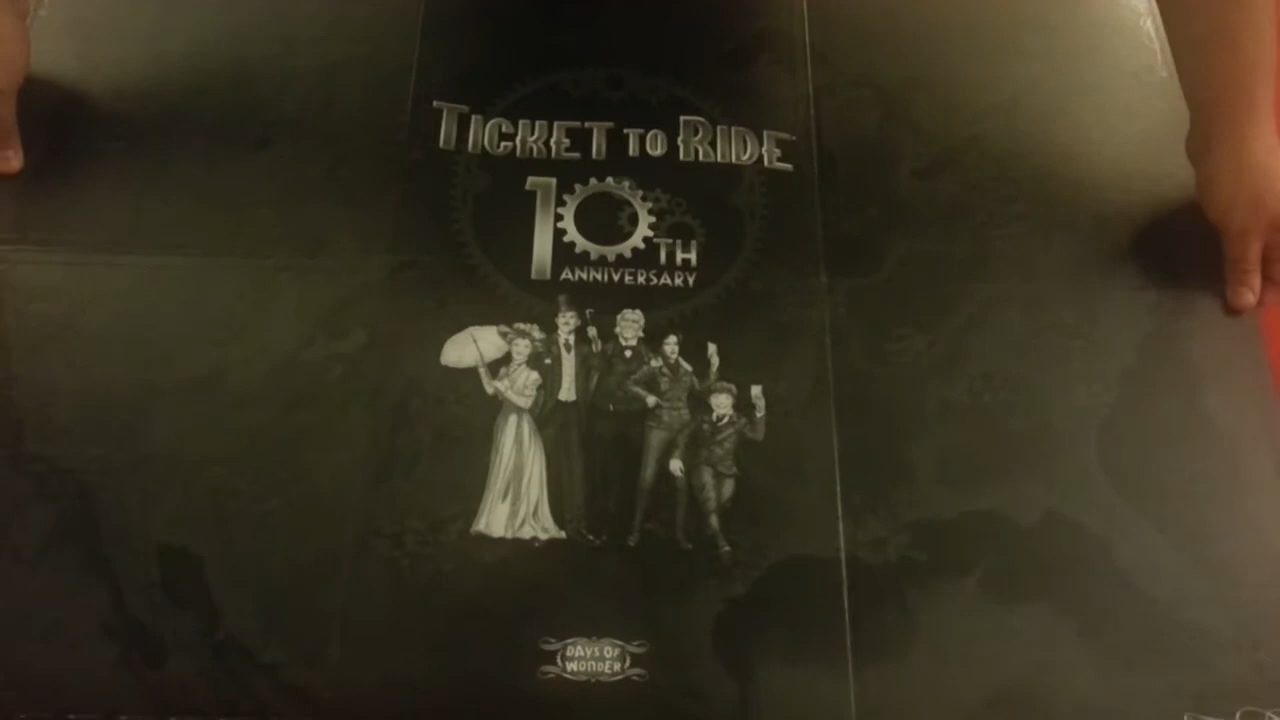 TICKET TO RIDE
10TH
ANNIVERSARY
DAYS OF
WONDER